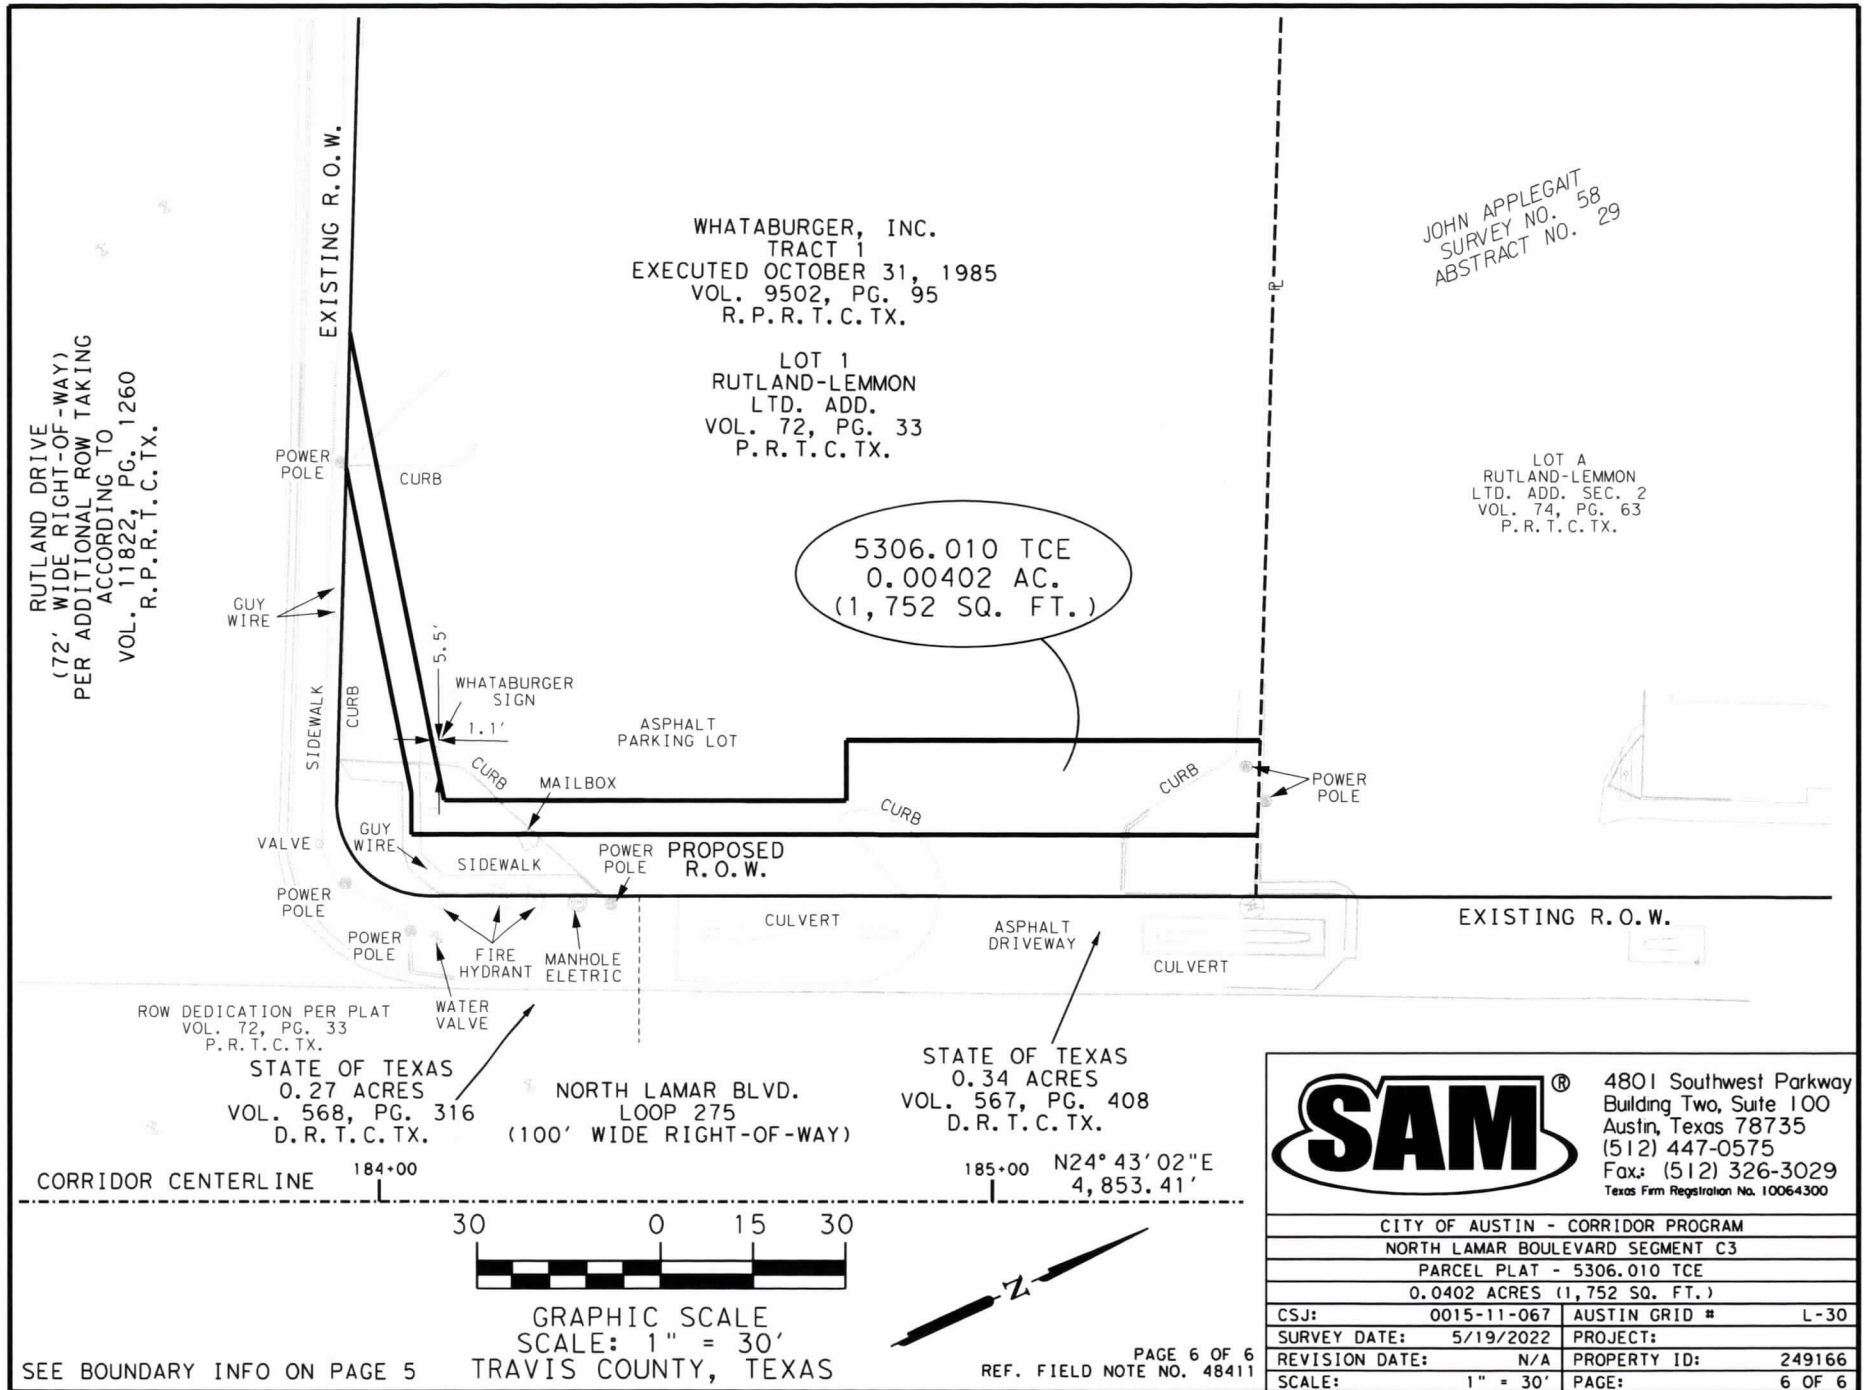 EXISTING R.O.W.
RUTLAND DRIVE
(72' WIDE RIGHT-OF-WAY)
PER ADDITIONAL ROW TAKING
ACCORDING TO
VOL. 11822, PG. 1260
R.P.R.T.C.TX.
WHATABURGER, INC.
TRACT 1
EXECUTED OCTOBER 31, 1985
VOL. 9502, PG. 95
R.P.R.T.C.TX.
LOT 1
RUTLAND-LEMMON
LTD. ADD.
VOL. 72, PG. 33
P.R.T.C.TX.
PL
JOHN APPLEGAIT
SURVEY NO. 58
ABSTRACT NO. 29
LOT A
RUTLAND-LEMMON
LTD. ADD. SEC. 2
VOL. 74, PG. 63
P.R.T.C.TX.
POWER
POLE
CURB
5306.010 TCE
0.00402 AC.
(1,752 SQ. FT.)
GUY
WIRE
SIDEWALK
CURB
5.5'
WHATABURGER
SIGN
1.1'
ASPHALT
PARKING LOT
CURB
MAILBOX
CURB
CURB
POWER
POLE
VALVE
GUY
WIRE
SIDEWALK
POWER
POLE
PROPOSED
R.O.W.
POWER
POLE
POWER
POLE
FIRE
HYDRANT
MANHOLE
ELETRIC
WATER
VALVE
CULVERT
ASPHALT
DRIVEWAY
CULVERT
EXISTING R.O.W.
ROW DEDICATION PER PLAT
VOL. 72, PG. 33
P.R.T.C.TX.
STATE OF TEXAS
0.27 ACRES
VOL. 568, PG. 316
D.R.T.C.TX.
NORTH LAMAR BLVD.
LOOP 275
(100' WIDE RIGHT-OF-WAY)
STATE OF TEXAS
0.34 ACRES
VOL. 567, PG. 408
D.R.T.C.TX.
CORRIDOR CENTERLINE
184+00
185+00
N24°43'02"E
4,853.41'
30 0 15 30
GRAPHIC SCALE
SCALE: 1" = 30'
TRAVIS COUNTY, TEXAS
N
SEE BOUNDARY INFO ON PAGE 5
PAGE 6 OF 6
REF. FIELD NOTE NO. 48411
SAM®
4801 Southwest Parkway
Building Two, Suite 100
Austin, Texas 78735
(512) 447-0575
Fax.: (512) 326-3029
Texas Firm Registration No. 10064300
CITY OF AUSTIN - CORRIDOR PROGRAM
NORTH LAMAR BOULEVARD SEGMENT C3
PARCEL PLAT - 5306.010 TCE
0.0402 ACRES (1,752 SQ. FT.)
CSJ: 0015-11-067 AUSTIN GRID # L-30
SURVEY DATE: 5/19/2022 PROJECT:
REVISION DATE: N/A PROPERTY ID: 249166
SCALE: 1" = 30' PAGE: 6 OF 6